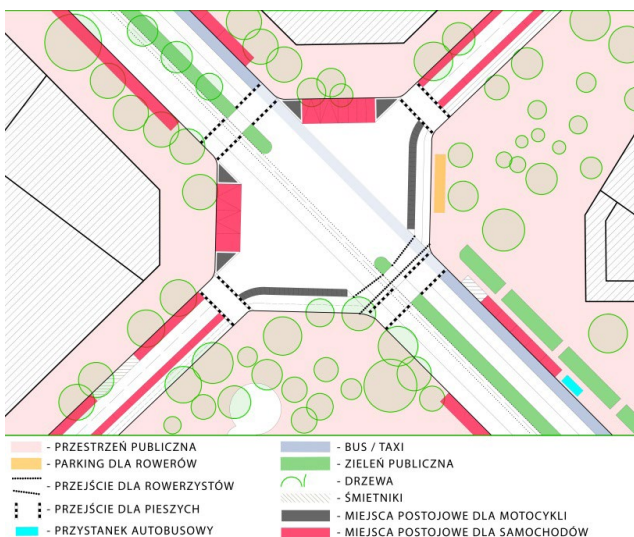 - PRZESTRZEŃ PUBLICZNA
- PARKING DLA ROWERÓW
- PRZEJŚCIE DLA ROWERZYSTÓW
- PRZEJŚCIE DLA PIESZYCH
- PRZYSTANEK AUTOBUSOWY
- BUS / TAXI
- ZIELEŃ PUBLICZNA
- DRZEWA
- ŚMIETNIKI
- MIEJSCA POSTOJOWE DLA MOTOCYKLI
- MIEJSCA POSTOJOWE DLA SAMOCHODÓW